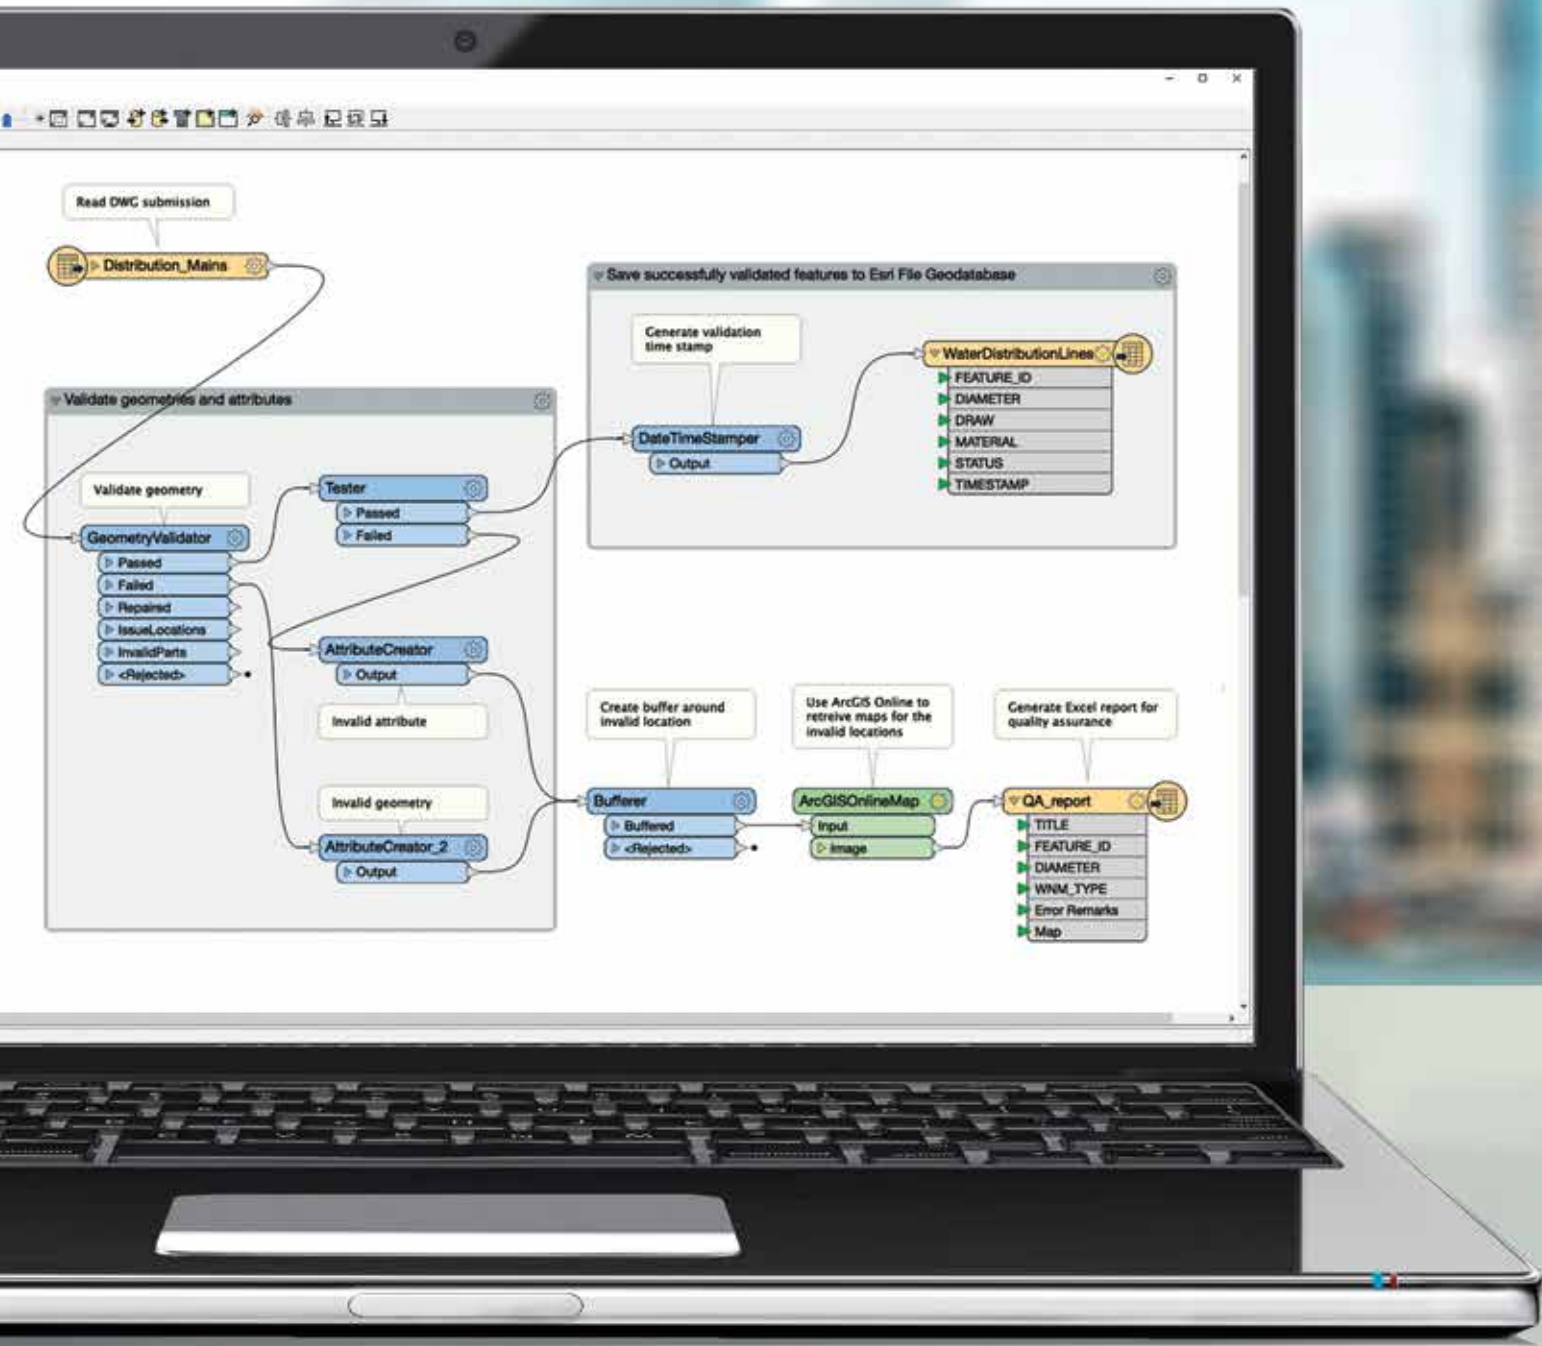 Read DWG submission
Distribution_Mains
Save successfully validated features to Esri File Geodatabase
Generate validation
time stamp
WaterDistributionLines
FEATURE_ID
DIAMETER
DRAW
MATERIAL
STATUS
TIMESTAMP
DateTimeStamper
Output
Validate geometries and attributes
Validate geometry
GeometryValidator
Passed
Failed
Repaired
IssueLocations
InvalidParts
<Rejected>
Tester
Passed
Failed
AttributeCreator
Output
Invalid attribute
Invalid geometry
AttributeCreator_2
Output
Create buffer around
invalid location
Bufferer
Buffered
<Rejected>
Use ArcGIS Online to
retreive maps for the
invalid locations
ArcGISOnlineMap
Input
Image
Generate Excel report for
quality assurance
QA_report
TITLE
FEATURE_ID
DIAMETER
WNM_TYPE
Error Remarks
Map